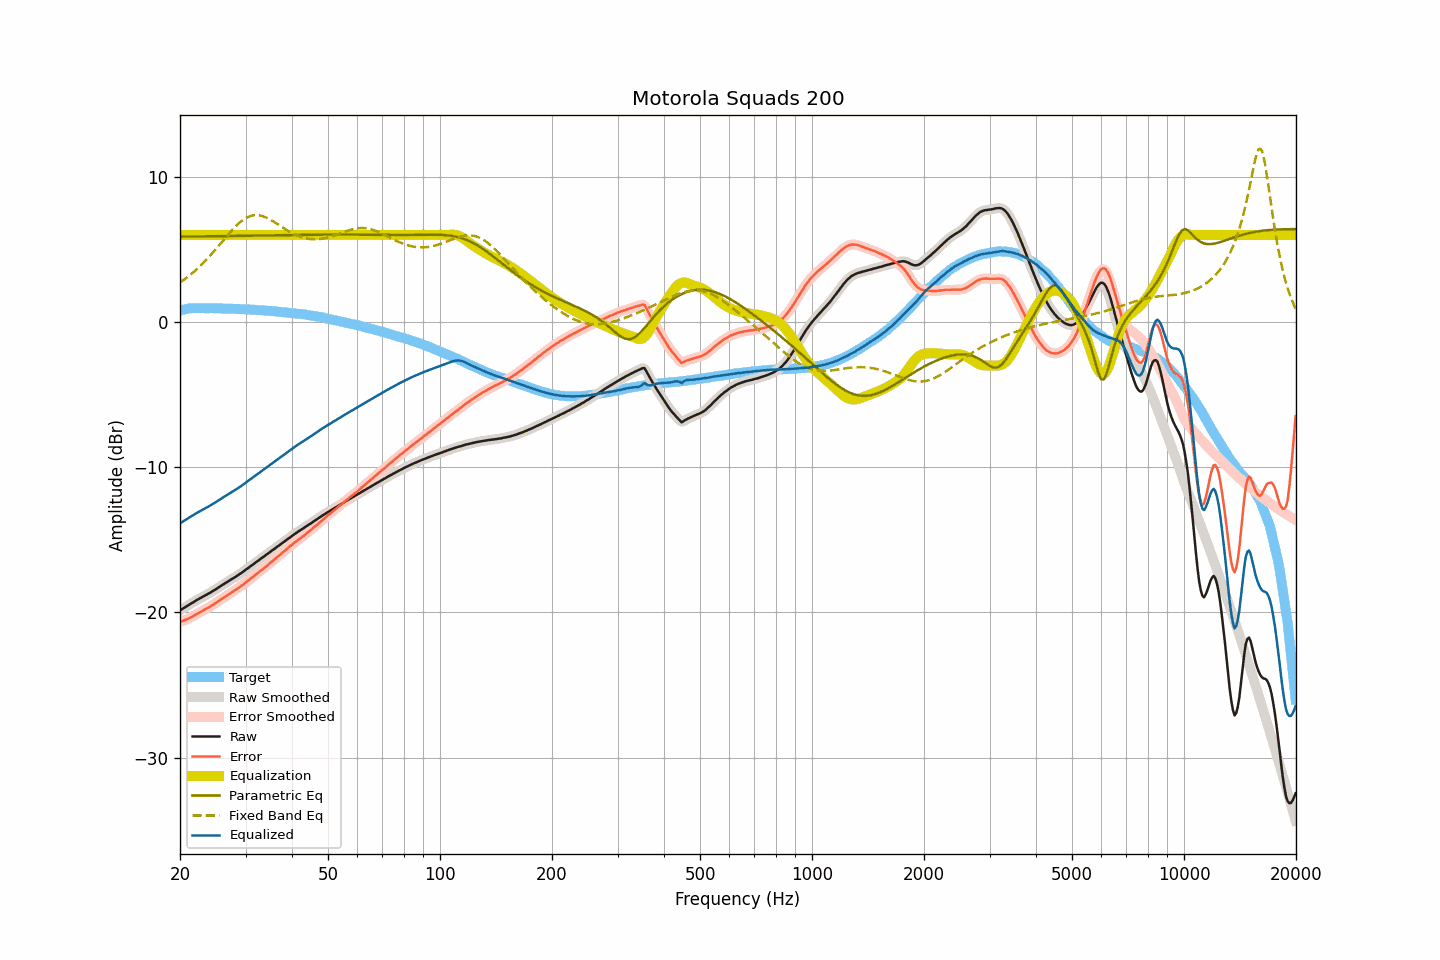 Motorola Squads 200
Amplitude (dBr)
10
0
−10
−20
−30
Target
Raw Smoothed
Error Smoothed
Raw
Error
Equalization
Parametric Eq
Fixed Band Eq
Equalized
20 50 100 200 500 1000 2000 5000 10000 20000
Frequency (Hz)